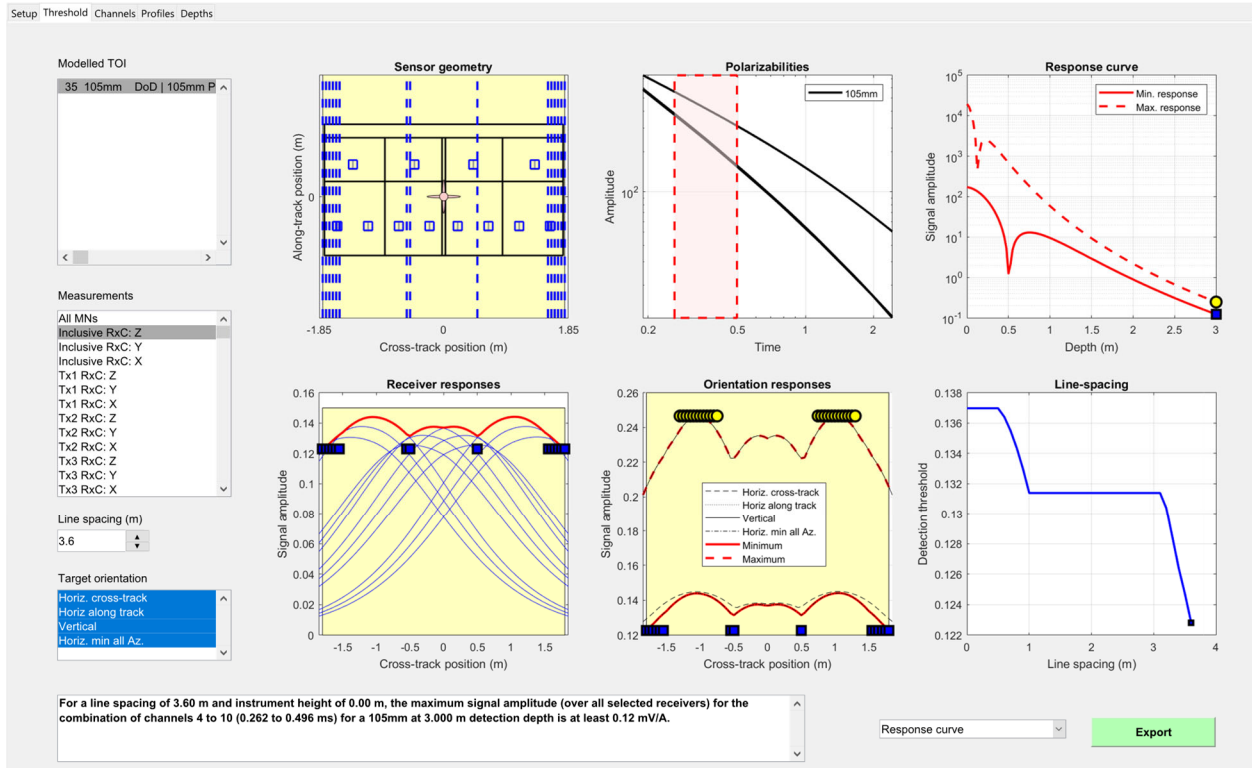 Setup Threshold Channels Profiles Depths
Modelled TOI
35 105mm DoD | 105mm P
Measurements
All MNs
Inclusive RxC: Z
Inclusive RxC: Y
Inclusive RxC: X
Tx1 RxC: Z
Tx1 RxC: Y
Tx1 RxC: X
Tx2 RxC: Z
Tx2 RxC: Y
Tx2 RxC: X
Tx3 RxC: Z
Tx3 RxC: Y
Tx3 RxC: X
Line spacing (m)
3.6
Target orientation
Horiz. cross-track
Horiz along track
Vertical
Horiz. min all Az.
Sensor geometry
Along-track position (m)
0
-1.85 0 1.85
Cross-track position (m)
Polarizabilities
105mm
Amplitude
10²
0.2 0.5 1 2
Time
Response curve
Min. response
Max. response
Signal amplitude
10⁵
10⁴
10³
10²
10¹
10⁰
10⁻¹
0 0.5 1 1.5 2 2.5 3
Depth (m)
Receiver responses
Signal amplitude
0.16
0.14
0.12
0.1
0.08
0.06
0.04
0.02
0
-1.5 -1 -0.5 0 0.5 1 1.5
Cross-track position (m)
Orientation responses
Signal amplitude
0.26
0.24
0.22
0.2
0.18
0.16
0.14
0.12
Horiz. cross-track
Horiz along track
Vertical
Horiz. min all Az.
Minimum
Maximum
-1.5 -1 -0.5 0 0.5 1 1.5
Cross-track position (m)
Line-spacing
Detection threshold
0.138
0.136
0.134
0.132
0.13
0.128
0.126
0.124
0.122
0 1 2 3 4
Line spacing (m)
For a line spacing of 3.60 m and instrument height of 0.00 m, the maximum signal amplitude (over all selected receivers) for the
combination of channels 4 to 10 (0.262 to 0.496 ms) for a 105mm at 3.000 m detection depth is at least 0.12 mV/A.
Response curve
Export